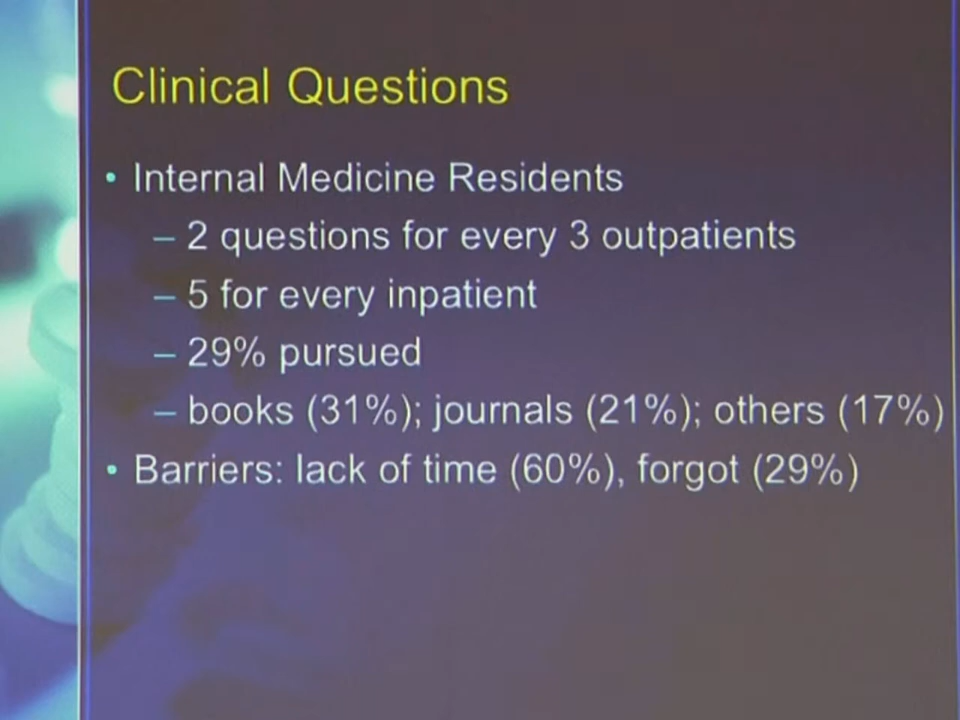 Clinical Questions
• Internal Medicine Residents
– 2 questions for every 3 outpatients
– 5 for every inpatient
– 29% pursued
– books (31%); journals (21%); others (17%)
• Barriers: lack of time (60%), forgot (29%)